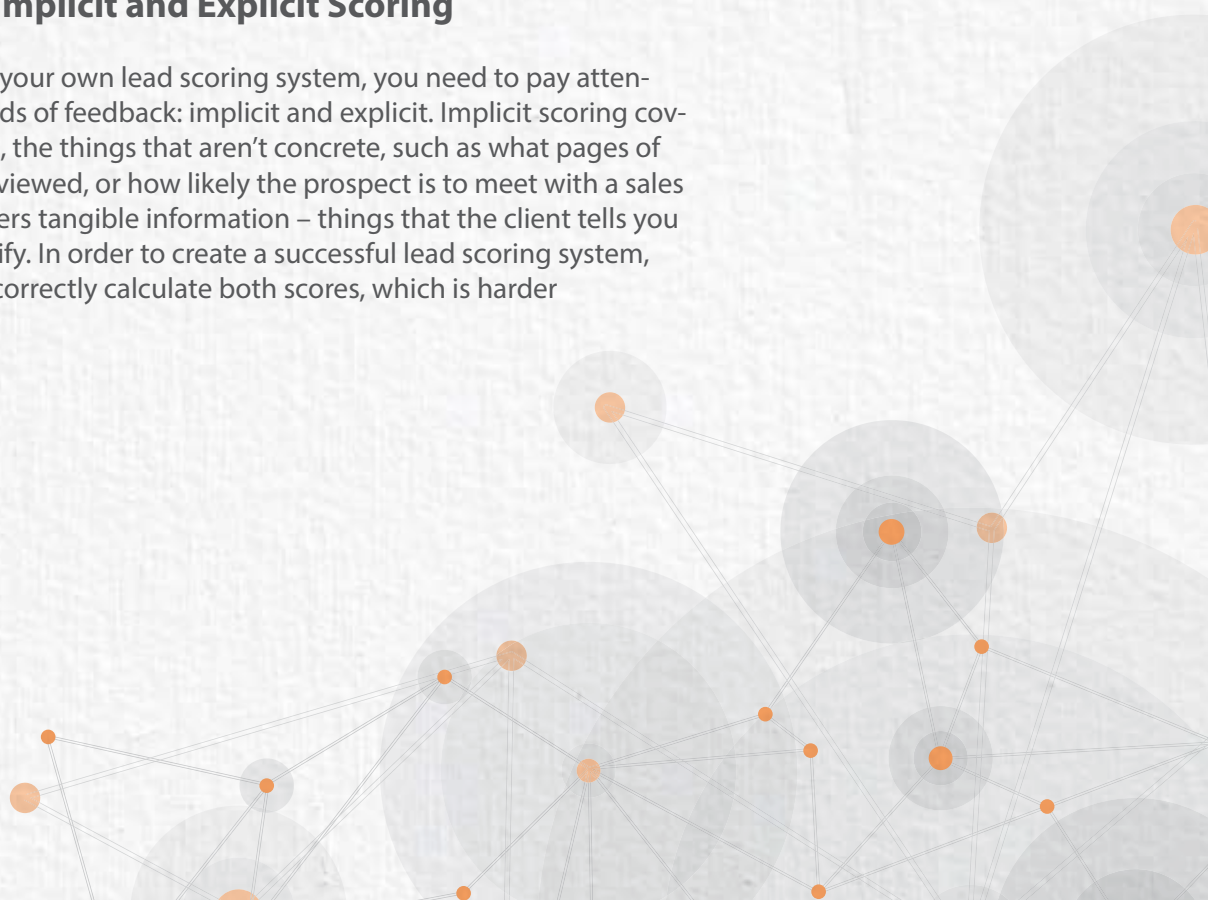 mplicit and Explicit Scoring
your own lead scoring system, you need to pay atten-
ds of feedback: implicit and explicit. Implicit scoring cov-
, the things that aren’t concrete, such as what pages of
viewed, or how likely the prospect is to meet with a sales
ers tangible information – things that the client tells you
ify. In order to create a successful lead scoring system,
correctly calculate both scores, which is harder